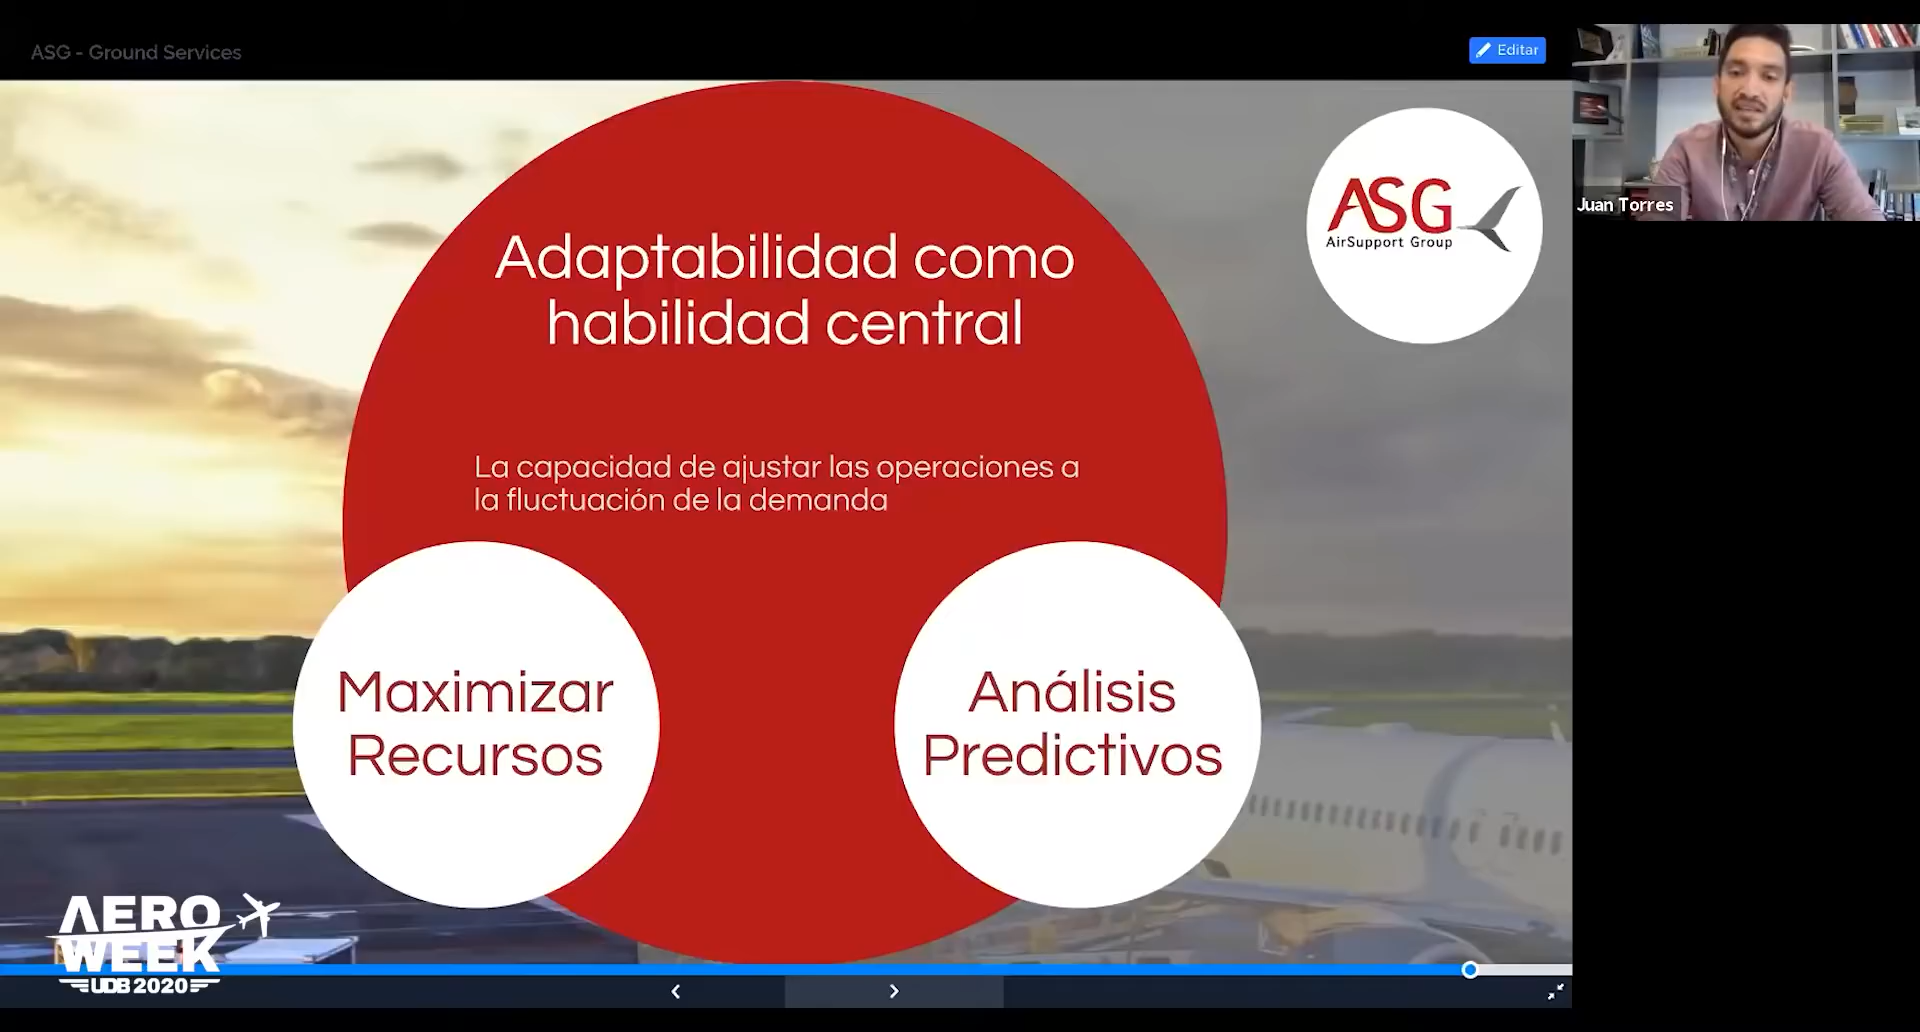 ASG - Ground Services
Editar
Juan Torres
ASG
AirSupport Group
Adaptabilidad como
habilidad central
La capacidad de ajustar las operaciones a
la fluctuación de la demanda
Maximizar
Recursos
Análisis
Predictivos
AERO
WEEK
UDB 2020